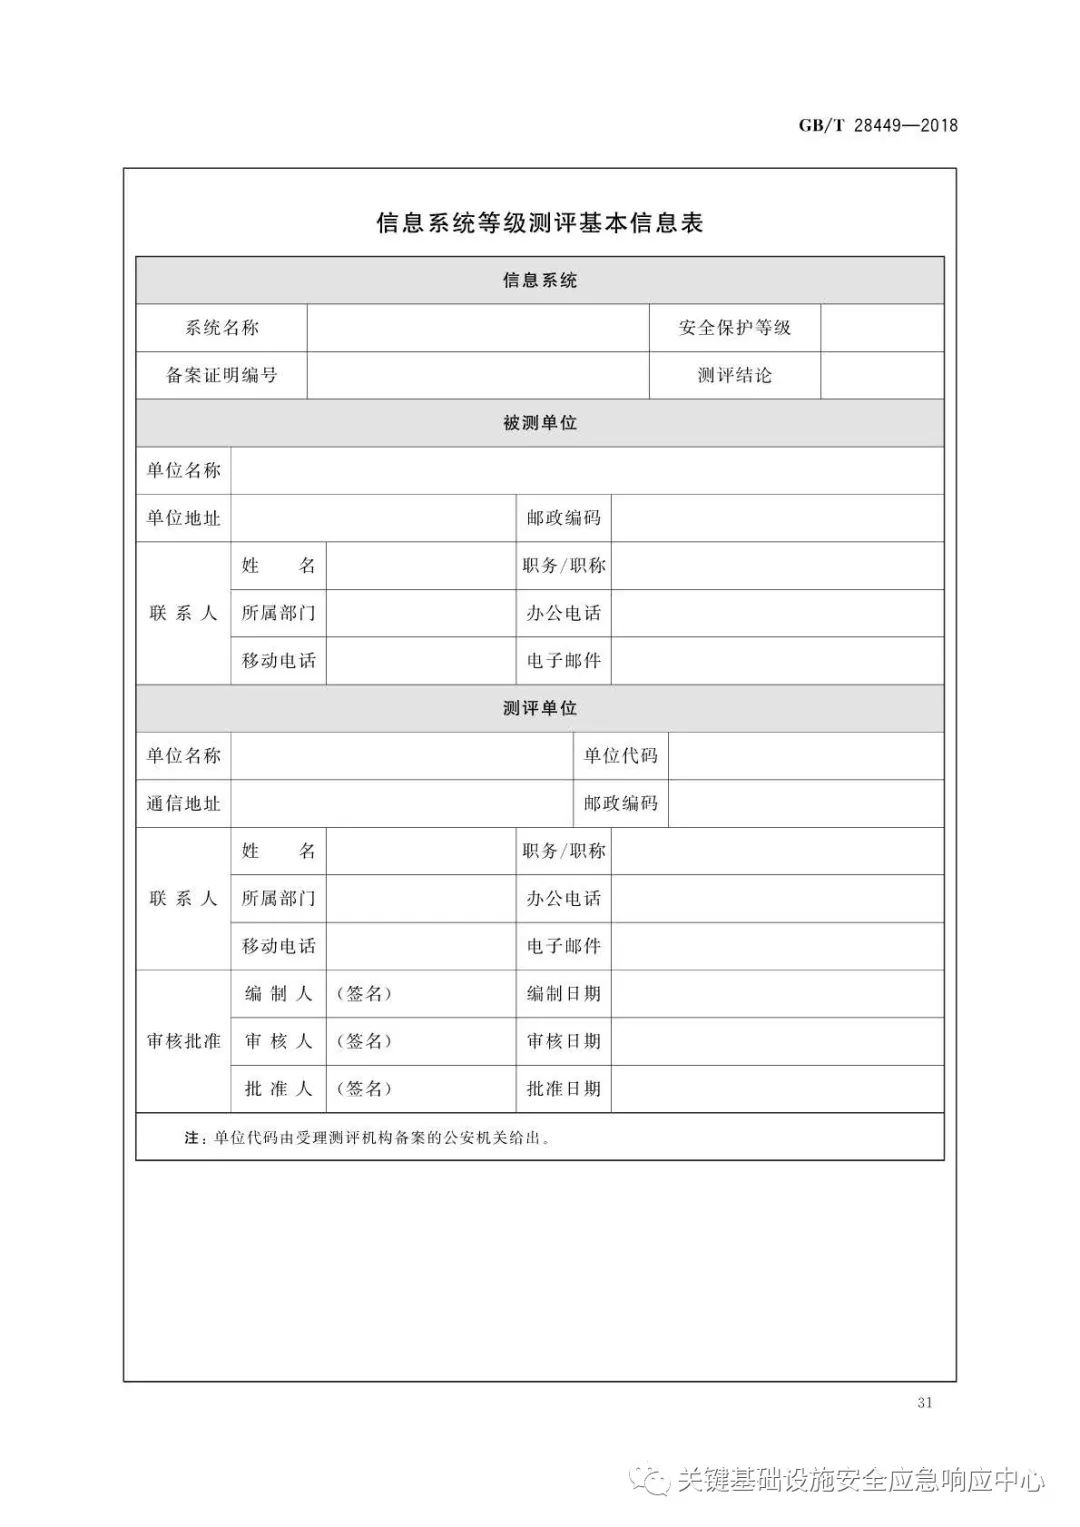 GB/T 28449—2018
信息系统等级测评基本信息表
信息系统
系统名称 安全保护等级
备案证明编号 测评结论
被测单位
单位名称
单位地址 邮政编码
姓 名 职务/职称
联系人 所属部门 办公电话
移动电话 电子邮件
测评单位
单位名称 单位代码
通信地址 邮政编码
姓 名 职务/职称
联系人 所属部门 办公电话
移动电话 电子邮件
编制人 (签名) 编制日期
审核批准 审核人 (签名) 审核日期
批准人 (签名) 批准日期
注：单位代码由受理测评机构备案的公安机关给出。
31
关键基础设施安全应急响应中心